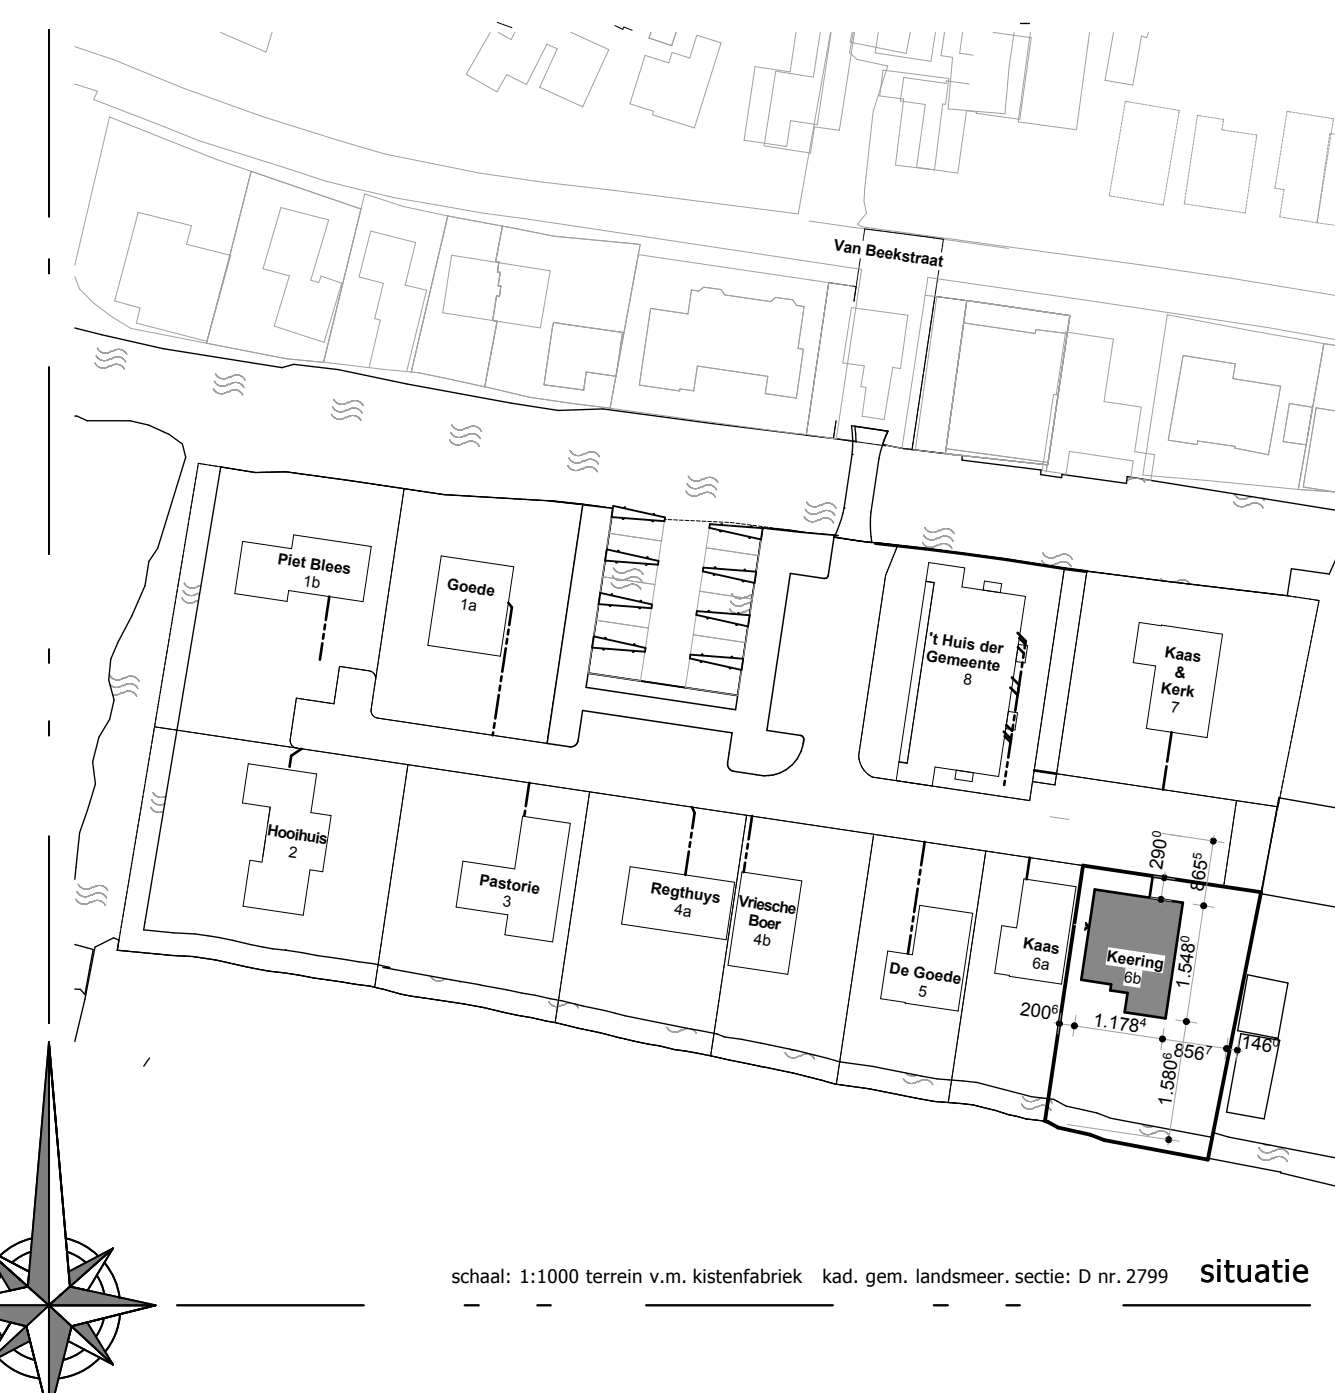 Van Beekstraat
Piet Blees
1b
Goede
1a
't Huis der
Gemeente
8
Kaas
&
Kerk
7
Hooihuis
2
Pastorie
3
Regthuys
4a
Vriesche
Boer
4b
De Goede
5
Kaas
6a
Keering
6b
290⁰
865⁵
1.548⁰
200⁶
1.178⁴
856⁷
146⁰
1.580⁶
schaal: 1:1000 terrein v.m. kistenfabriek kad. gem. landsmeer. sectie: D nr. 2799 situatie